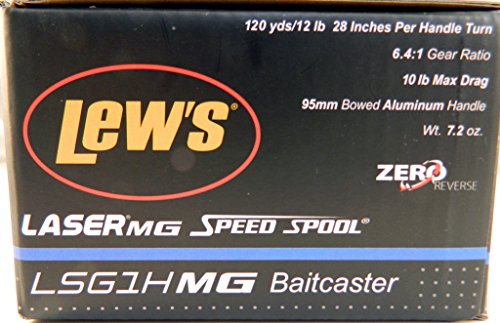 120 yds/12 lb 28 Inches Per Handle Turn
6.4:1 Gear Ratio
10 lb Max Drag
95mm Bowed Aluminum Handle
Wt. 7.2 oz.
Lew's®
ZERO
REVERSE
LASER® MG SPEED SPOOL®
LSG1HMG Baitcaster